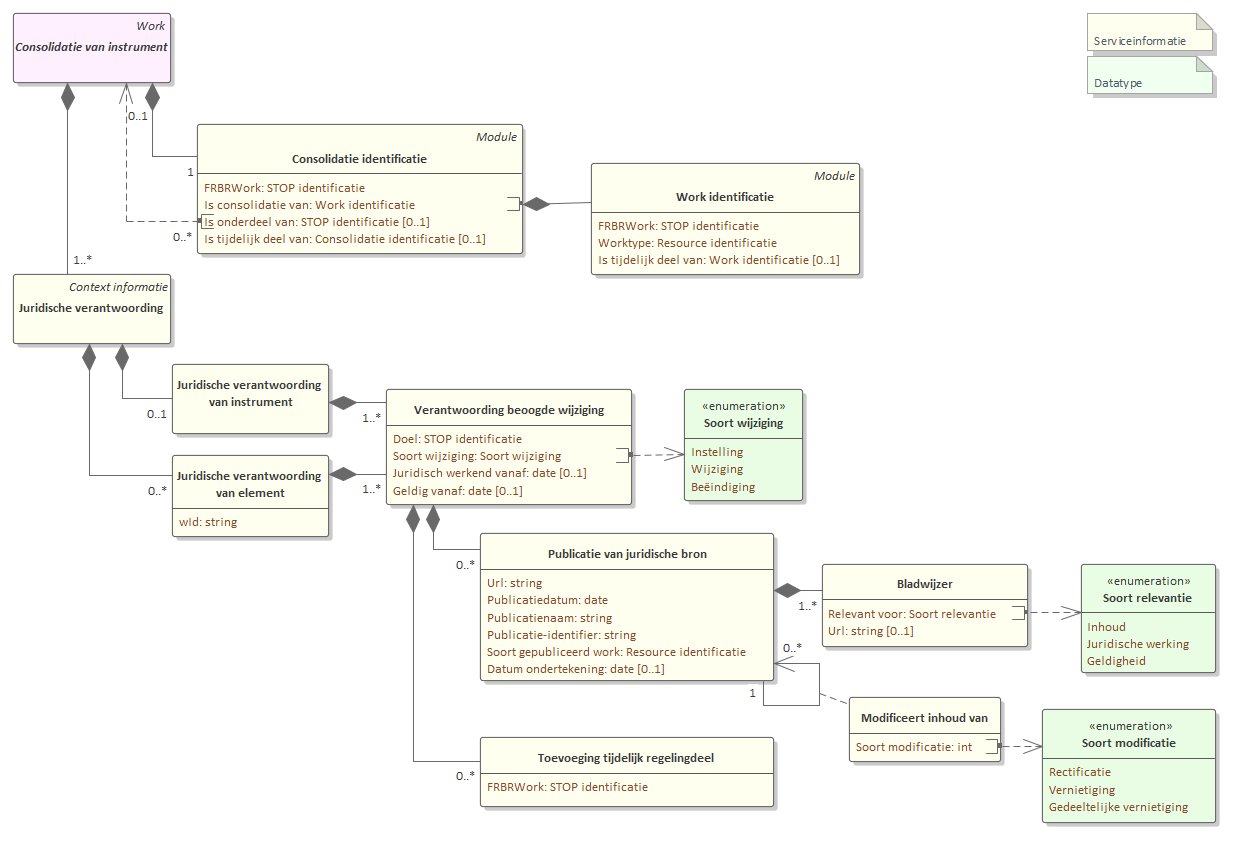 Work
Consolidatie van instrument
Serviceinformatie
Datatype
0..1
1
0..*
1..*
Module
Consolidatie identificatie
FRBRWork: STOP identificatie
Is consolidatie van: Work identificatie
Is onderdeel van: STOP identificatie [0..1]
Is tijdelijk deel van: Consolidatie identificatie [0..1]
Module
Work identificatie
FRBRWork: STOP identificatie
Worktype: Resource identificatie
Is tijdelijk deel van: Work identificatie [0..1]
Context informatie
Juridische verantwoording
0..1
0..*
Juridische verantwoording
van instrument
1..*
Juridische verantwoording
van element
wId: string
1..*
Verantwoording beoogde wijziging
Doel: STOP identificatie
Soort wijziging: Soort wijziging
Juridisch werkend vanaf: date [0..1]
Geldig vanaf: date [0..1]
«enumeration»
Soort wijziging
Instelling
Wijziging
Beëindiging
0..*
Publicatie van juridische bron
Url: string
Publicatiedatum: date
Publicatienaam: string
Publicatie-identifier: string
Soort gepubliceerd work: Resource identificatie
Datum ondertekening: date [0..1]
1..*
Bladwijzer
Relevant voor: Soort relevantie
Url: string [0..1]
«enumeration»
Soort relevantie
Inhoud
Juridische werking
Geldigheid
0..*
1
Modificeert inhoud van
Soort modificatie: int
«enumeration»
Soort modificatie
Rectificatie
Vernietiging
Gedeeltelijke vernietiging
0..*
Toevoeging tijdelijk regelingdeel
FRBRWork: STOP identificatie